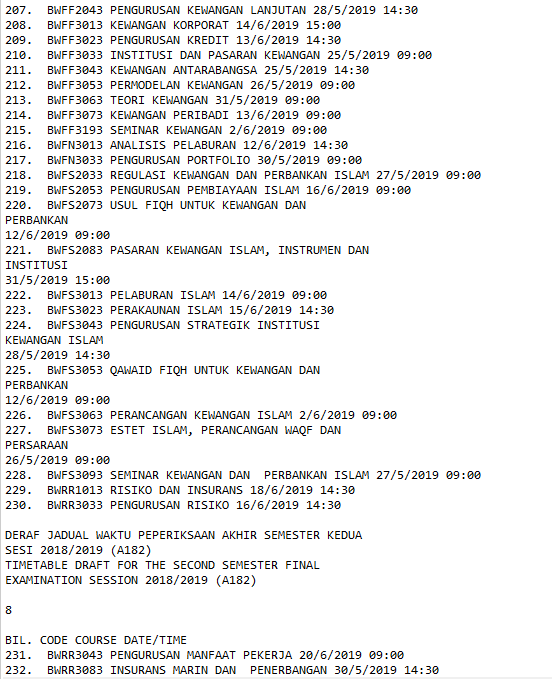 207. BWFF2043 PENGURUSAN KEWANGAN LANJUTAN 28/5/2019 14:30
208. BWFF3013 KEWANGAN KORPORAT 14/6/2019 15:00
209. BWFF3023 PENGURUSAN KREDIT 13/6/2019 14:30
210. BWFF3033 INSTITUSI DAN PASARAN KEWANGAN 25/5/2019 09:00
211. BWFF3043 KEWANGAN ANTARABANGSA 25/5/2019 14:30
212. BWFF3053 PERMODELAN KEWANGAN 26/5/2019 09:00
213. BWFF3063 TEORI KEWANGAN 31/5/2019 09:00
214. BWFF3073 KEWANGAN PERIBADI 13/6/2019 09:00
215. BWFF3193 SEMINAR KEWANGAN 2/6/2019 09:00
216. BWFN3013 ANALISIS PELABURAN 12/6/2019 14:30
217. BWFN3033 PENGURUSAN PORTFOLIO 30/5/2019 09:00
218. BWFS2033 REGULASI KEWANGAN DAN PERBANKAN ISLAM 27/5/2019 09:00
219. BWFS2053 PENGURUSAN PEMBIAYAAN ISLAM 16/6/2019 09:00
220. BWFS2073 USUL FIQH UNTUK KEWANGAN DAN
PERBANKAN
12/6/2019 09:00
221. BWFS2083 PASARAN KEWANGAN ISLAM, INSTRUMEN DAN
INSTITUSI
31/5/2019 15:00
222. BWFS3013 PELABURAN ISLAM 14/6/2019 09:00
223. BWFS3023 PERAKAUNAN ISLAM 15/6/2019 14:30
224. BWFS3043 PENGURUSAN STRATEGIK INSTITUSI
KEWANGAN ISLAM
28/5/2019 14:30
225. BWFS3053 QAWAID FIQH UNTUK KEWANGAN DAN
PERBANKAN
12/6/2019 09:00
226. BWFS3063 PERANCANGAN KEWANGAN ISLAM 2/6/2019 09:00
227. BWFS3073 ESTET ISLAM, PERANCANGAN WAQF DAN
PERSARAAN
26/5/2019 09:00
228. BWFS3093 SEMINAR KEWANGAN DAN  PERBANKAN ISLAM 27/5/2019 09:00
229. BWRR1013 RISIKO DAN INSURANS 18/6/2019 14:30
230. BWRR3033 PENGURUSAN RISIKO 16/6/2019 14:30
DERAF JADUAL WAKTU PEPERIKSAAN AKHIR SEMESTER KEDUA
SESI 2018/2019 (A182)
TIMETABLE DRAFT FOR THE SECOND SEMESTER FINAL
EXAMINATION SESSION 2018/2019 (A182)
8
BIL. CODE COURSE DATE/TIME
231. BWRR3043 PENGURUSAN MANFAAT PEKERJA 20/6/2019 09:00
232. BWRR3083 INSURANS MARIN DAN  PENERBANGAN 30/5/2019 14:30